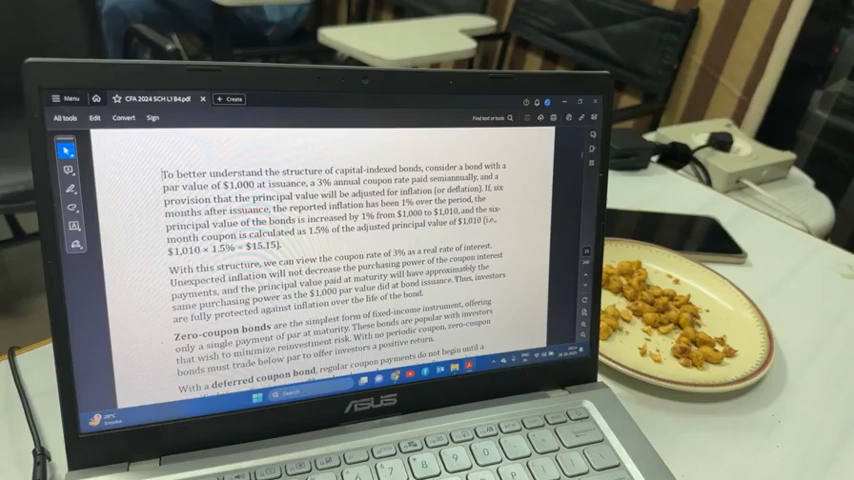 Menu
CFA 2024 SCH L1 B4.pdf
+ Create
All tools Edit Convert Sign
Find text or tools
To better understand the structure of capital-indexed bonds, consider a bond with a
par value of $1,000 at issuance, a 3% annual coupon rate paid semiannually, and a
provision that the principal value will be adjusted for inflation (or deflation). If, six
months after issuance, the reported inflation has been 1% over the period, the
principal value of the bonds is increased by 1% from $1,000 to $1,010, and the six-
month coupon is calculated as 1.5% of the adjusted principal value of $1,010 (i.e.,
$1,010 × 1.5% = $15.15).
With this structure, we can view the coupon rate of 3% as a real rate of interest.
Unexpected inflation will not decrease the purchasing power of the coupon interest
payments, and the principal value paid at maturity will have approximately the
same purchasing power as the $1,000 par value did at bond issuance. Thus, investors
are fully protected against inflation over the life of the bond.
Zero-coupon bonds are the simplest form of fixed-income instrument, offering
only a single payment of par at maturity. These bonds are popular with investors
that wish to minimize reinvestment risk. With no periodic coupon, zero-coupon
bonds must trade below par to offer investors a positive return.
With a deferred coupon bond, regular coupon payments do not begin until a
Search
Smoke
ASUS
7 8 9 0